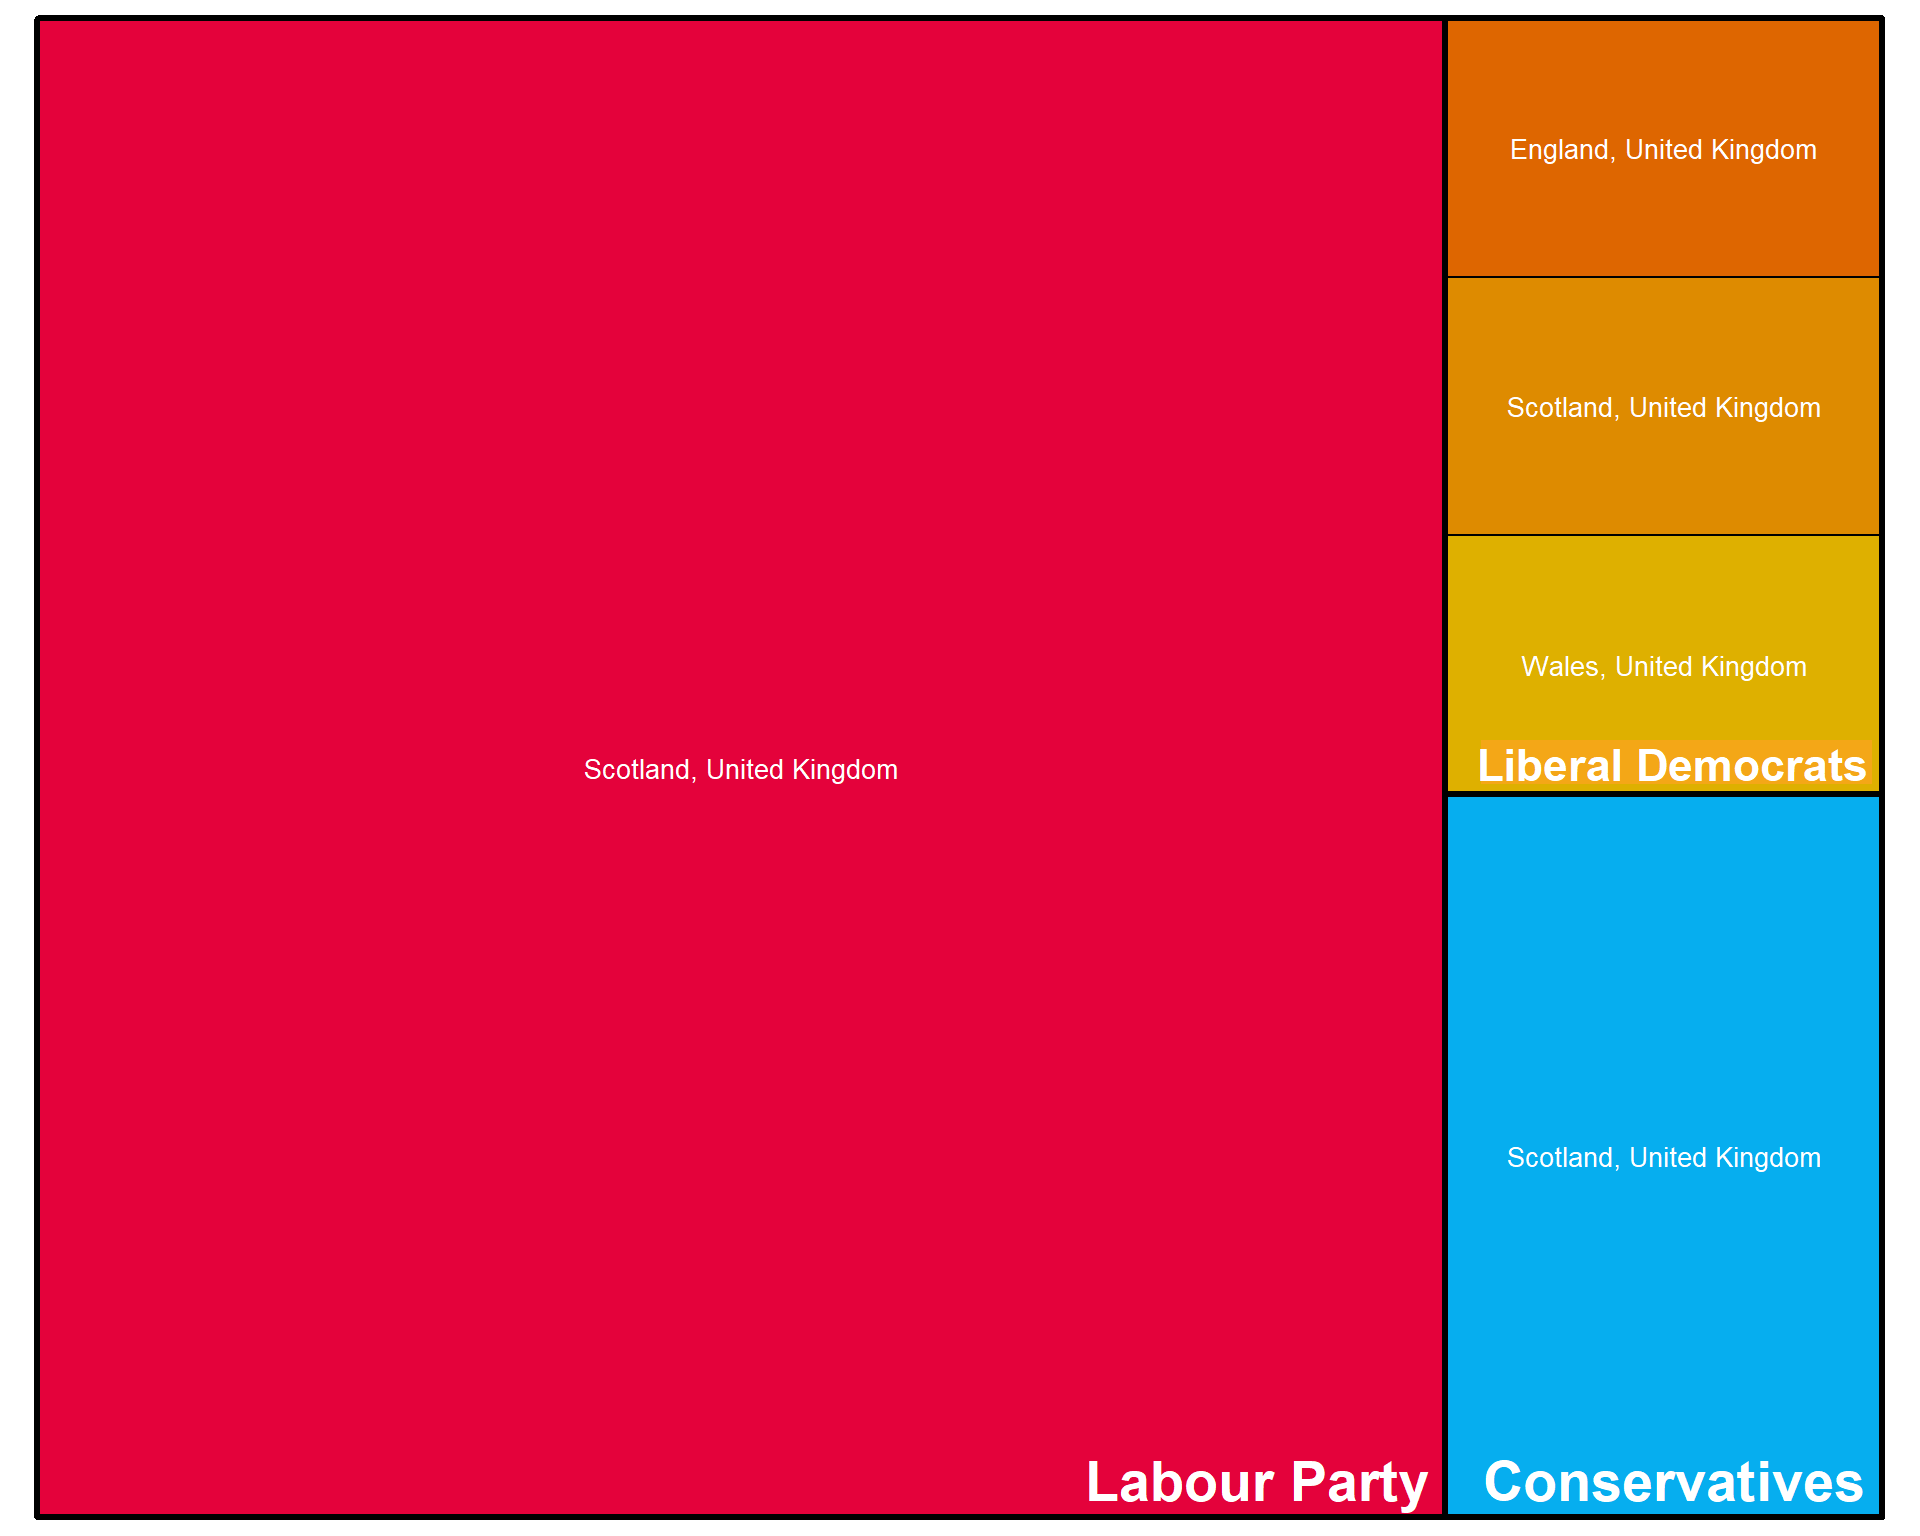 Scotland, United Kingdom
Labour Party
England, United Kingdom
Scotland, United Kingdom
Wales, United Kingdom
Liberal Democrats
Scotland, United Kingdom
Conservatives